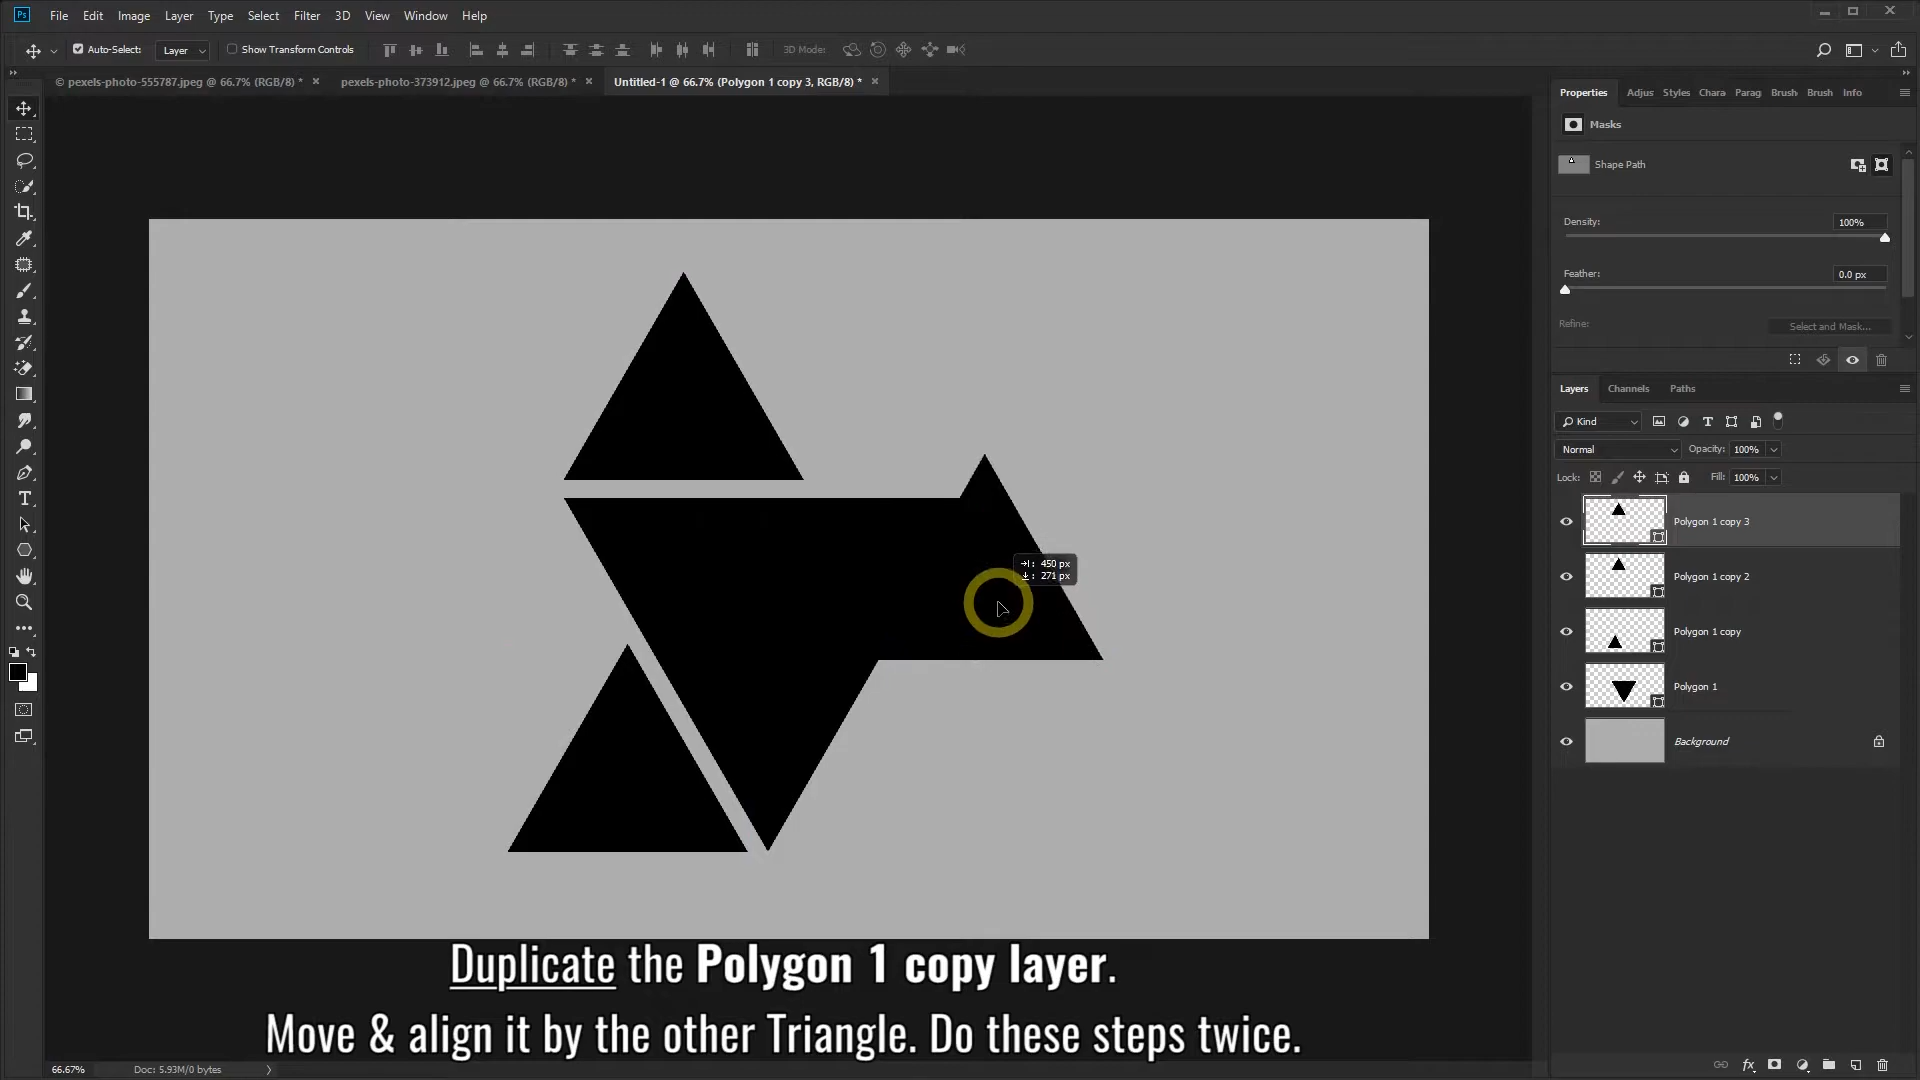 Ps File Edit Image Layer Type Select Filter 3D View Window Help
Auto-Select: Layer Show Transform Controls 3D Mode:
© pexels-photo-555787.jpeg @ 66.7% (RGB/8) * × pexels-photo-373912.jpeg @ 66.7% (RGB/8) * × Untitled-1 @ 66.7% (Polygon 1 copy 3, RGB/8) * ×
Properties Adjus Styles Chara Parag Brush Brush Info
Masks
Shape Path
Density: 100%
Feather: 0.0 px
Refine: Select and Mask...
Layers Channels Paths
Kind
Normal Opacity: 100%
Lock: Fill: 100%
Polygon 1 copy 3
Polygon 1 copy 2
Polygon 1 copy
Polygon 1
Background
: 450 px
: 271 px
Duplicate the Polygon 1 copy layer.
Move & align it by the other Triangle. Do these steps twice.
66.67% Doc: 5.93M/0 bytes